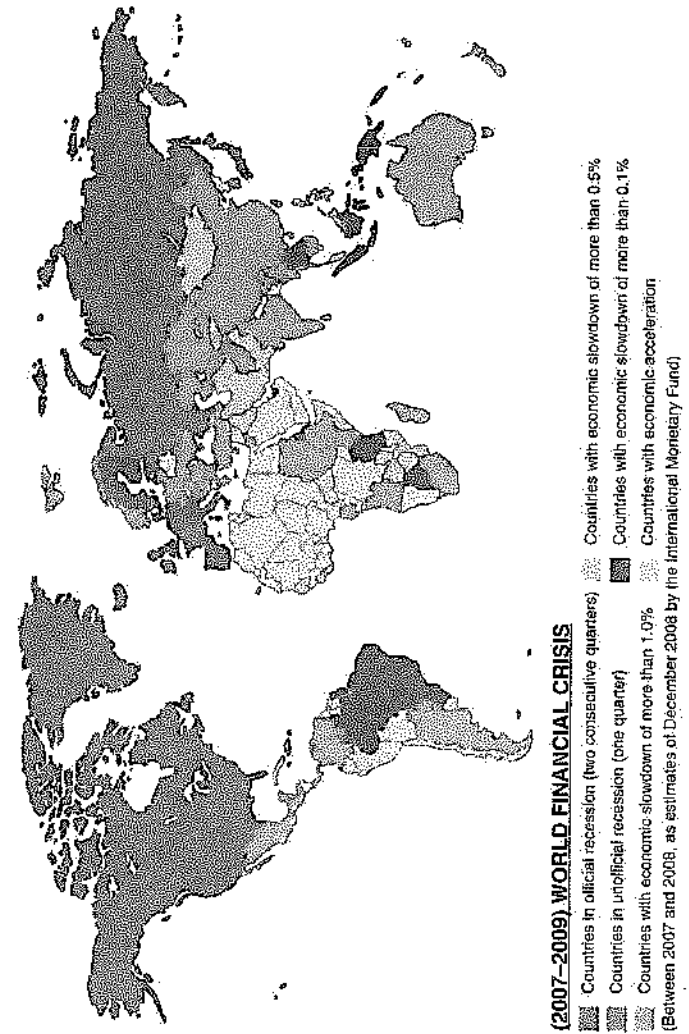 (2007–2009) WORLD FINANCIAL CRISIS
Countries in official recession (two consecutive quarters)
Countries in unofficial recession (one quarter)
Countries with economic slowdown of more than 1.0%
Countries with economic slowdown of more than 0.5%
Countries with economic slowdown of more than 0.1%
Countries with economic acceleration
(Between 2007 and 2008, as estimates of December 2008 by the International Monetary Fund)